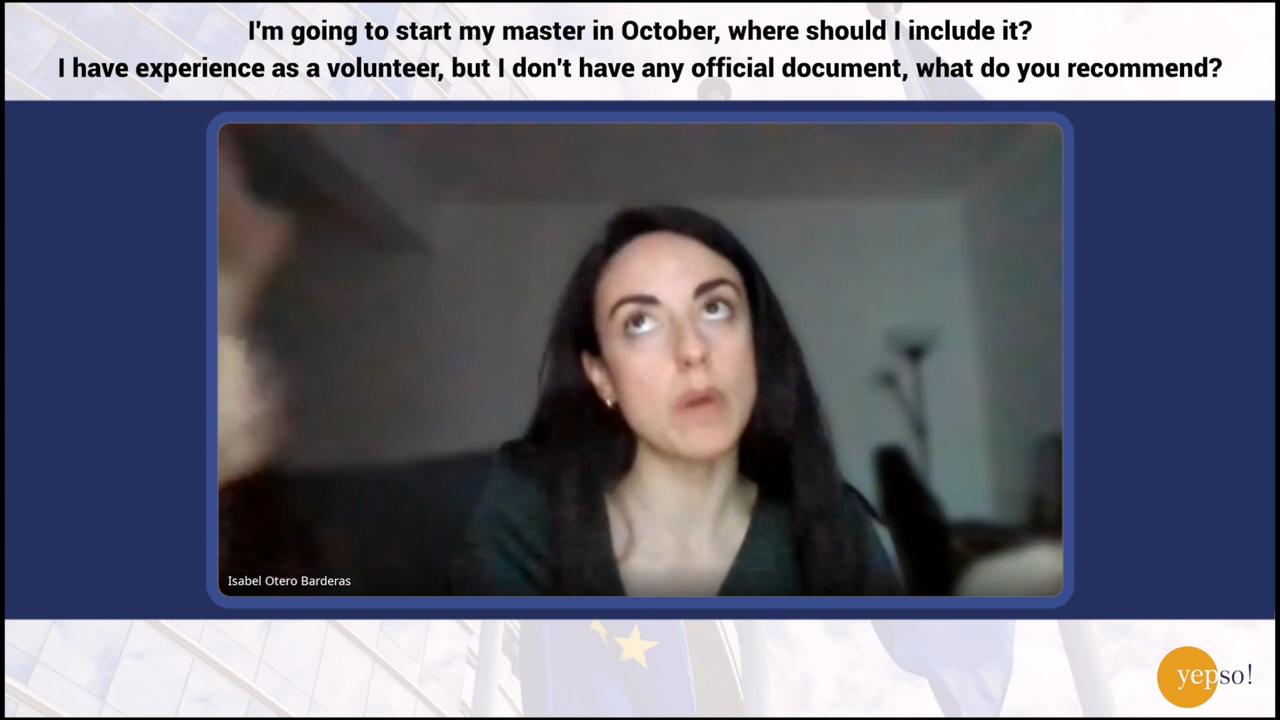 I'm going to start my master in October, where should I include it?
I have experience as a volunteer, but I don't have any official document, what do you recommend?
Isabel Otero Barderas
yepso!